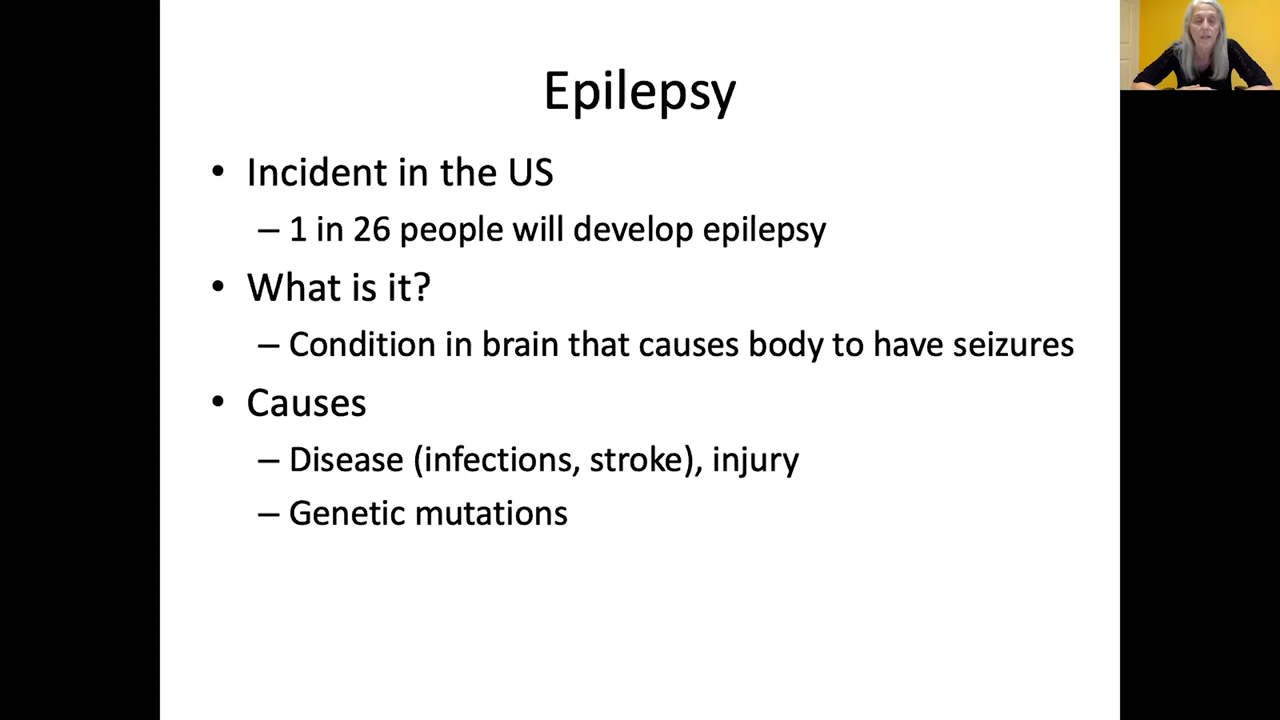 Epilepsy
• Incident in the US
– 1 in 26 people will develop epilepsy
• What is it?
– Condition in brain that causes body to have seizures
• Causes
– Disease (infections, stroke), injury
– Genetic mutations